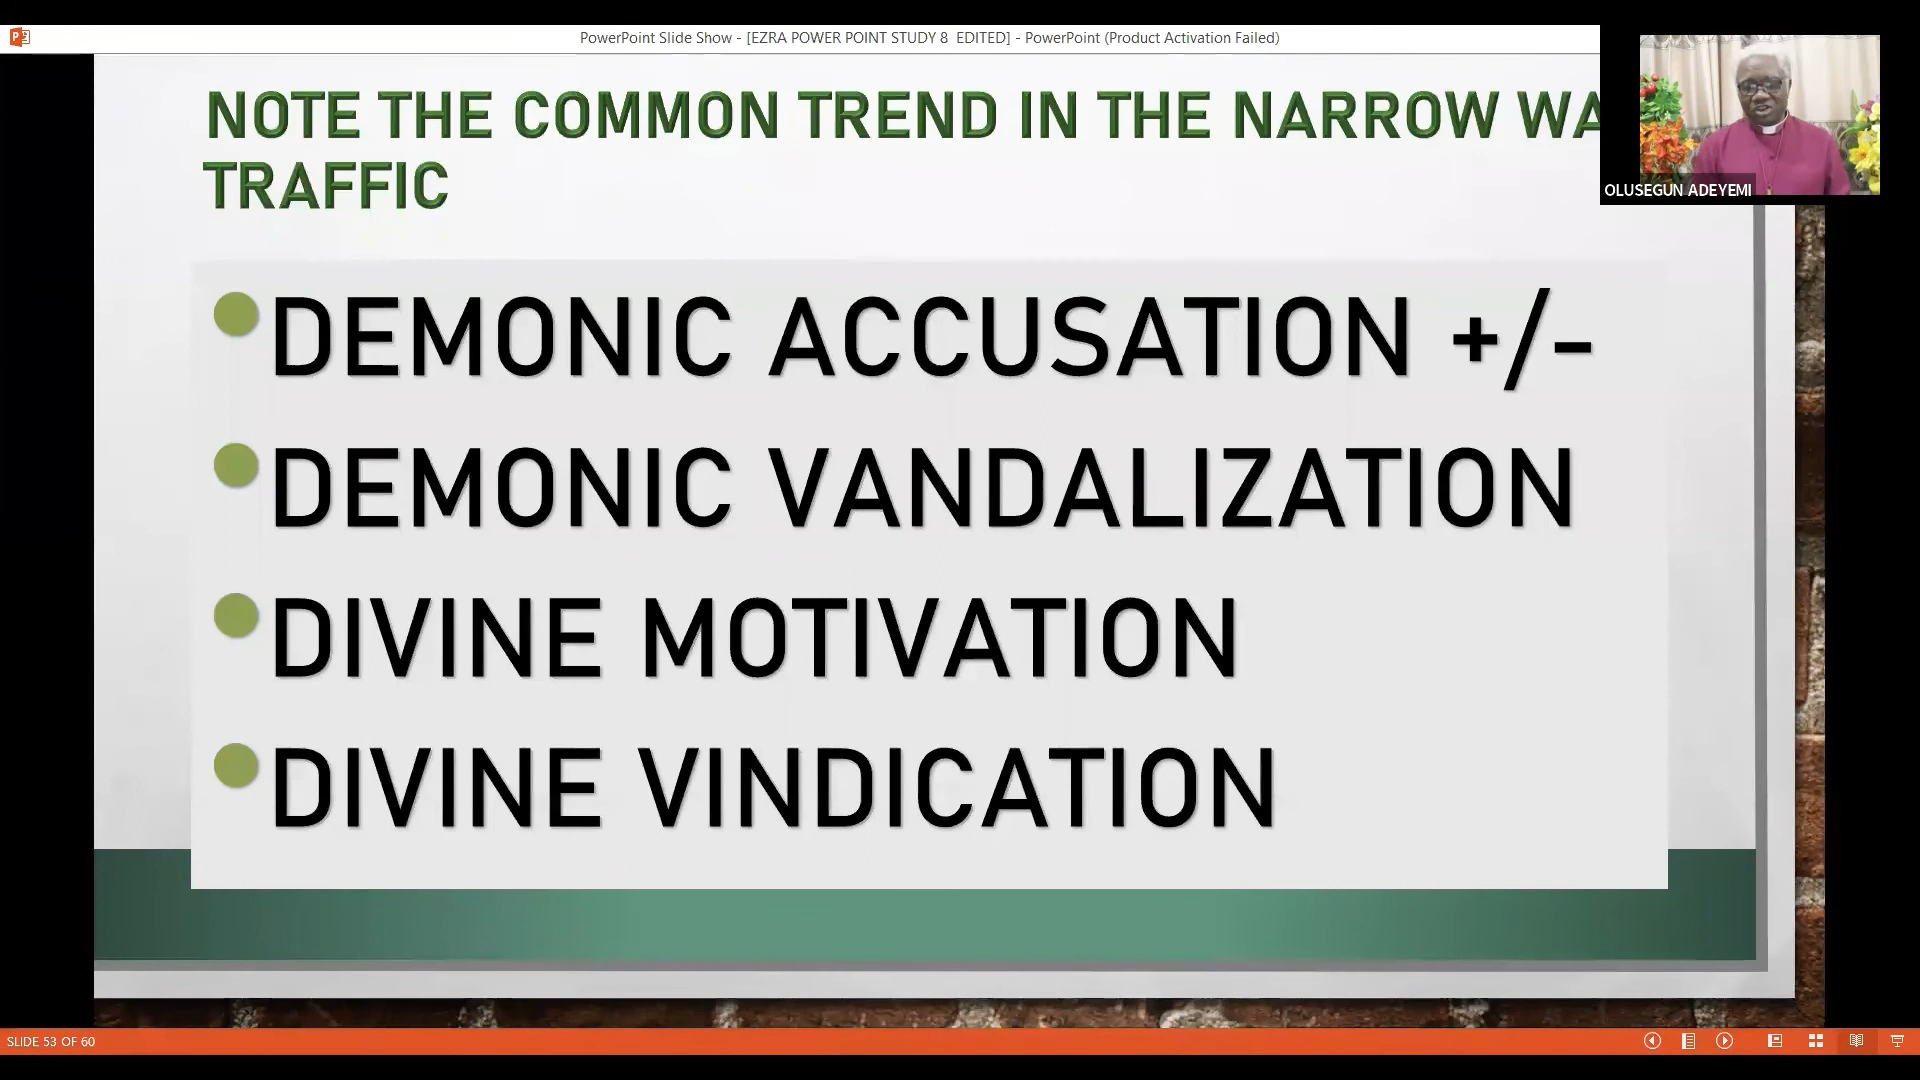 PowerPoint Slide Show - [EZRA POWER POINT STUDY 8 EDITED] - PowerPoint (Product Activation Failed)
NOTE THE COMMON TREND IN THE NARROW WA
TRAFFIC
OLUSEGUN ADEYEMI
DEMONIC ACCUSATION +/-
DEMONIC VANDALIZATION
DIVINE MOTIVATION
DIVINE VINDICATION
SLIDE 53 OF 60